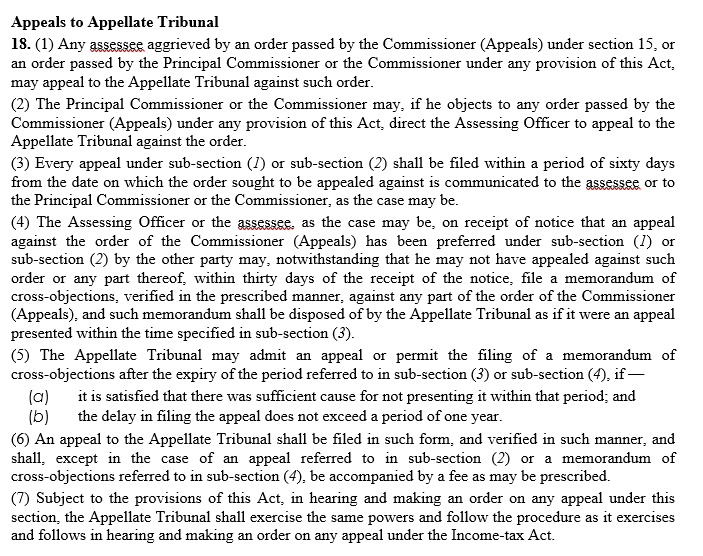 Appeals to Appellate Tribunal
18. (1) Any assessee aggrieved by an order passed by the Commissioner (Appeals) under section 15, or
an order passed by the Principal Commissioner or the Commissioner under any provision of this Act,
may appeal to the Appellate Tribunal against such order.
(2) The Principal Commissioner or the Commissioner may, if he objects to any order passed by the
Commissioner (Appeals) under any provision of this Act, direct the Assessing Officer to appeal to the
Appellate Tribunal against the order.
(3) Every appeal under sub-section (1) or sub-section (2) shall be filed within a period of sixty days
from the date on which the order sought to be appealed against is communicated to the assessee or to
the Principal Commissioner or the Commissioner, as the case may be.
(4) The Assessing Officer or the assessee, as the case may be, on receipt of notice that an appeal
against the order of the Commissioner (Appeals) has been preferred under sub-section (1) or
sub-section (2) by the other party may, notwithstanding that he may not have appealed against such
order or any part thereof, within thirty days of the receipt of the notice, file a memorandum of
cross-objections, verified in the prescribed manner, against any part of the order of the Commissioner
(Appeals), and such memorandum shall be disposed of by the Appellate Tribunal as if it were an appeal
presented within the time specified in sub-section (3).
(5) The Appellate Tribunal may admit an appeal or permit the filing of a memorandum of
cross-objections after the expiry of the period referred to in sub-section (3) or sub-section (4), if—
(a) it is satisfied that there was sufficient cause for not presenting it within that period; and
(b) the delay in filing the appeal does not exceed a period of one year.
(6) An appeal to the Appellate Tribunal shall be filed in such form, and verified in such manner, and
shall, except in the case of an appeal referred to in sub-section (2) or a memorandum of
cross-objections referred to in sub-section (4), be accompanied by a fee as may be prescribed.
(7) Subject to the provisions of this Act, in hearing and making an order on any appeal under this
section, the Appellate Tribunal shall exercise the same powers and follow the procedure as it exercises
and follows in hearing and making an order on any appeal under the Income-tax Act.